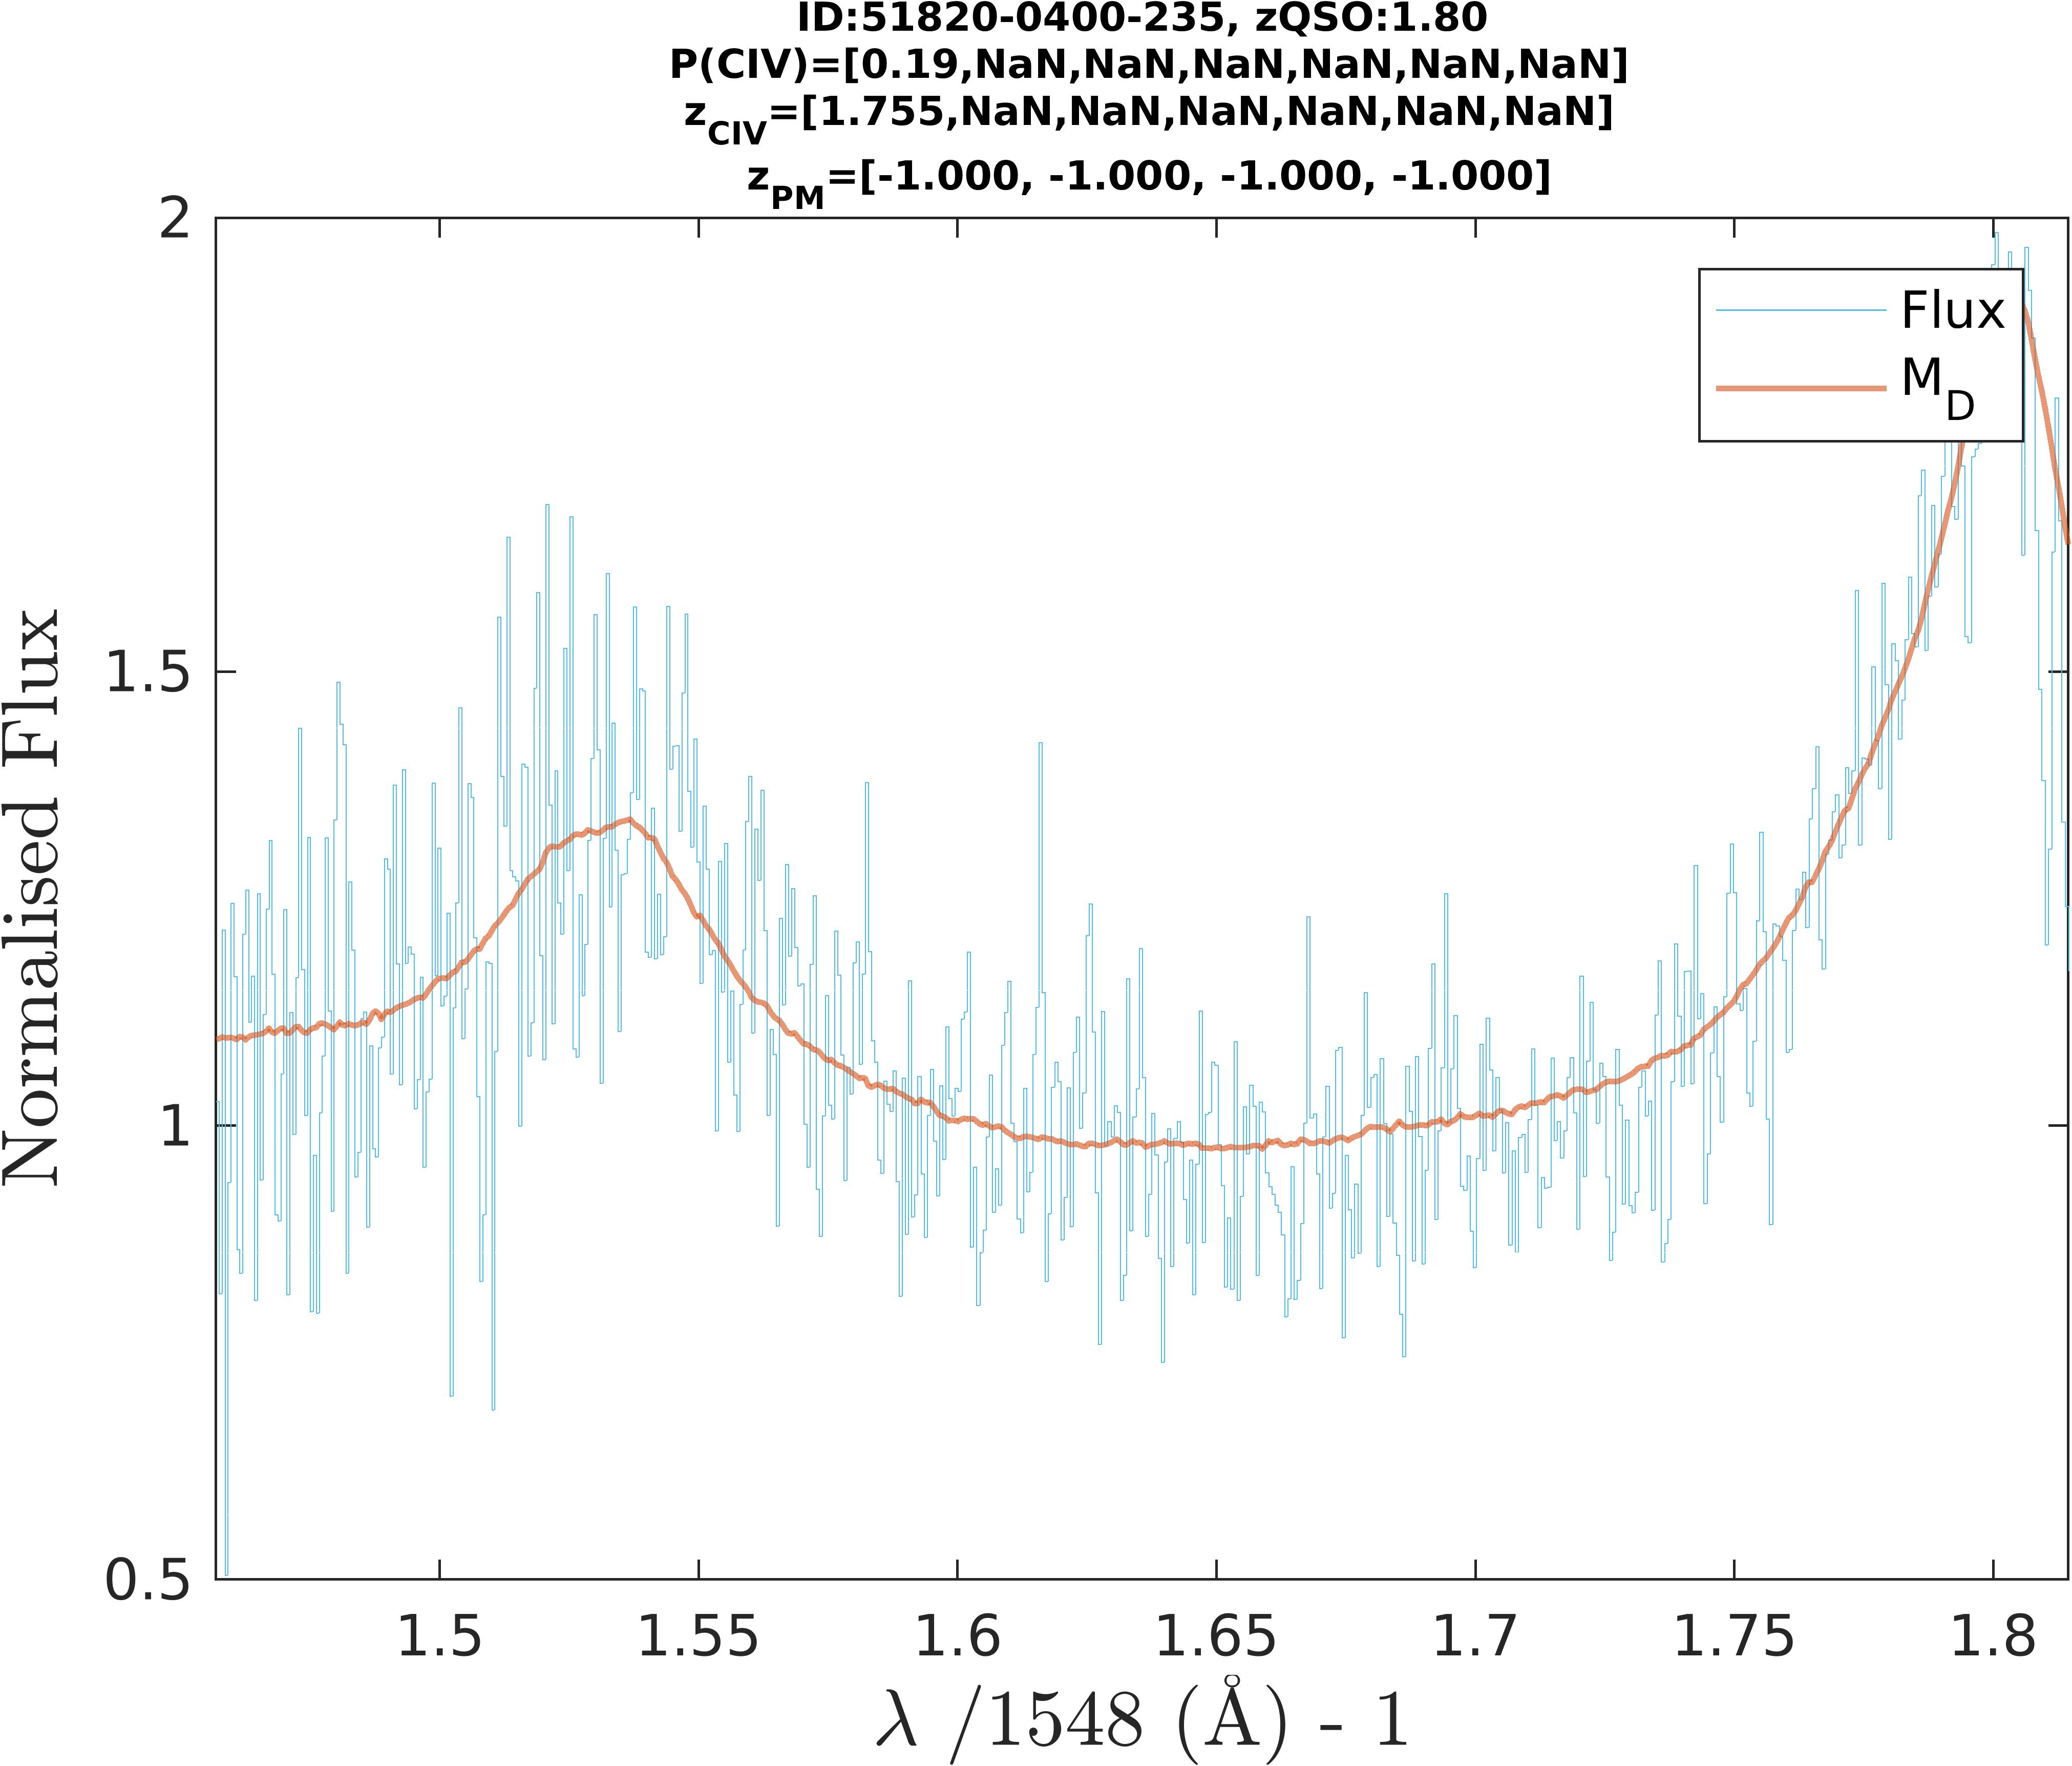 ID:51820-0400-235, zQSO:1.80
P(CIV)=[0.19,NaN,NaN,NaN,NaN,NaN,NaN]
zCIV=[1.755,NaN,NaN,NaN,NaN,NaN,NaN]
zPM=[-1.000, -1.000, -1.000, -1.000]
2
1.5
1
0.5
Normalised Flux
Flux
MD
1.5
1.55
1.6
1.65
1.7
1.75
1.8
λ /1548 (Å) - 1